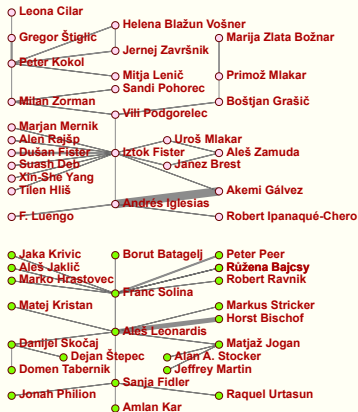 Leona Cilar
Helena Blažun Vošner
Gregor Štiglic
Marija Zlata Božnar
Jernej Završnik
Peter Kokol
Mitja Lenič
Primož Mlakar
Sandi Pohorec
Milan Zorman
Boštjan Grašič
Vili Podgorelec
Marjan Mernik
Uroš Mlakar
Alen Rajšp
Dušan Fister
Iztok Fister
Aleš Zamuda
Suash Deb
Janez Brest
Xin-She Yang
Tilen Hliš
Akemi Gálvez
Andrés Iglesias
F. Luengo
Robert Ipanaqué-Chero
Jaka Krivic
Borut Batagelj
Peter Peer
Aleš Jaklič
Růžena Bajcsy
Marko Hrastovec
Robert Ravnik
Franc Solina
Matej Kristan
Markus Stricker
Horst Bischof
Aleš Leonardis
Danijel Skočaj
Matjaž Jogan
Dejan Štepec
Alan A. Stocker
Domen Tabernik
Jeffrey Martin
Sanja Fidler
Jonah Philion
Raquel Urtasun
Amlan Kar